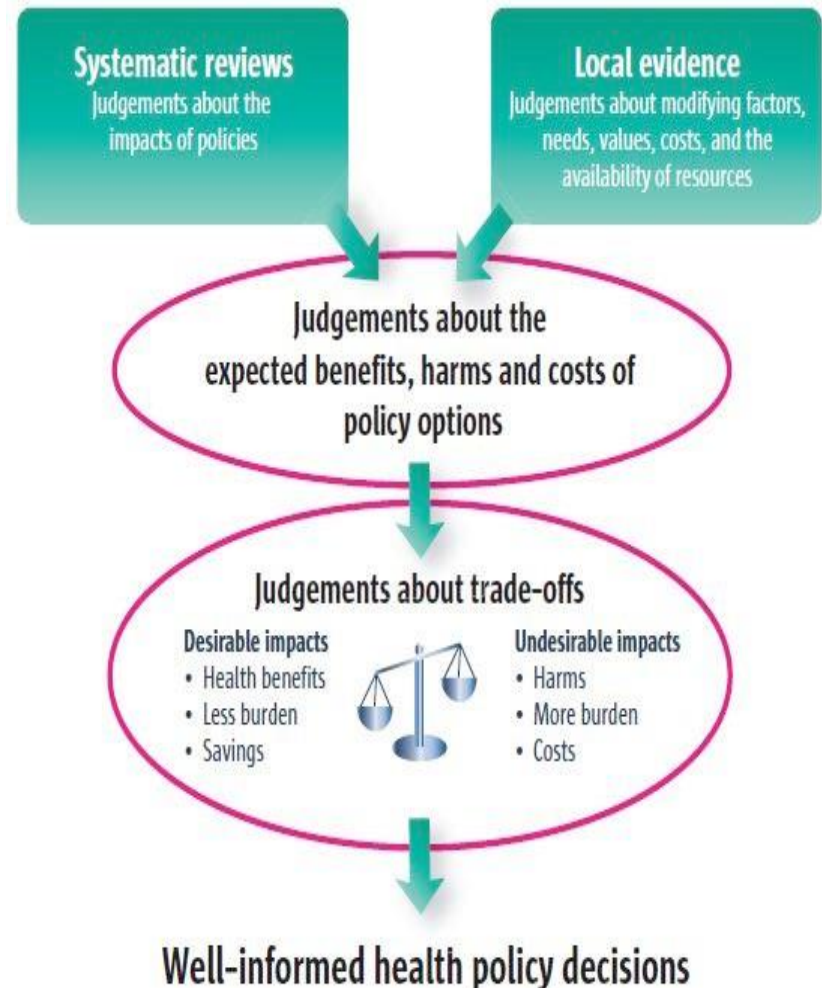 Systematic reviews
Judgements about the
impacts of policies
Local evidence
Judgements about modifying factors,
needs, values, costs, and the
availability of resources
Judgements about the
expected benefits, harms and costs of
policy options
Judgements about trade-offs
Desirable impacts
• Health benefits
• Less burden
• Savings
Undesirable impacts
• Harms
• More burden
• Costs
Well-informed health policy decisions